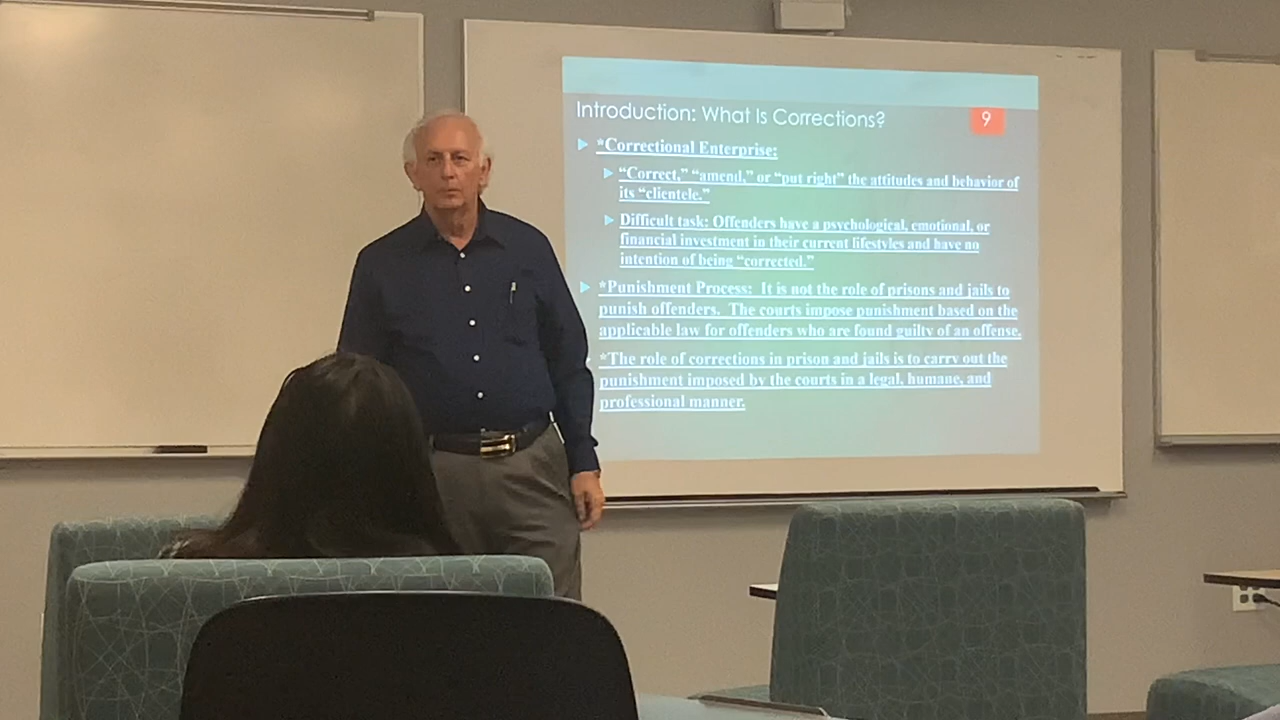 Introduction: What Is Corrections?
9
*Correctional Enterprise:
"Correct," "amend," or "put right" the attitudes and behavior of
its "clientele."
Difficult task: Offenders have a psychological, emotional, or
financial investment in their current lifestyles and have no
intention of being "corrected."
*Punishment Process: It is not the role of prisons and jails to
punish offenders. The courts impose punishment based on the
applicable law for offenders who are found guilty of an offense.
*The role of corrections in prison and jails is to carry out the
punishment imposed by the courts in a legal, humane, and
professional manner.